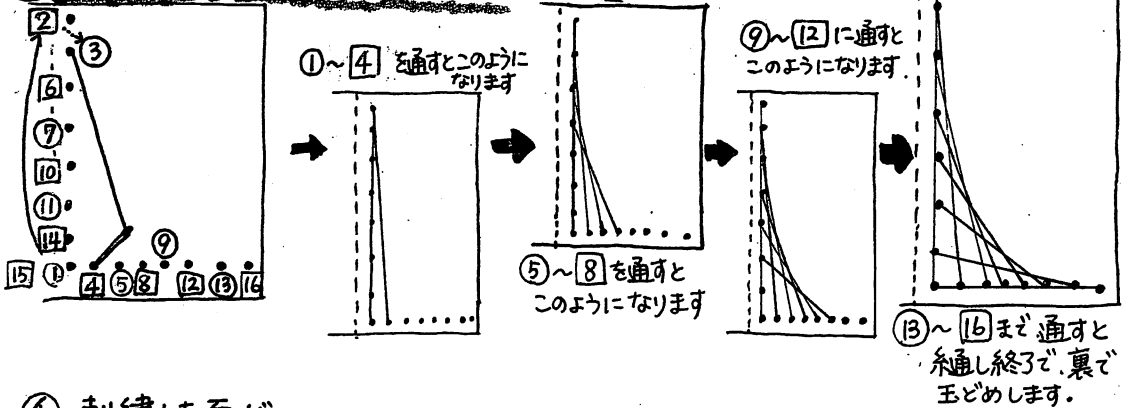 2
③
6
⑦
10
⑪
14
15
①
4
⑤
8
⑨
12
⑬
16
①〜4 を通すとこのように
なります
⑤〜8 を通すと
このようになります
⑨〜12 に通すと
このようになります.
⑬〜16 まで通すと
糸通し終了で、裏で
玉どめします.